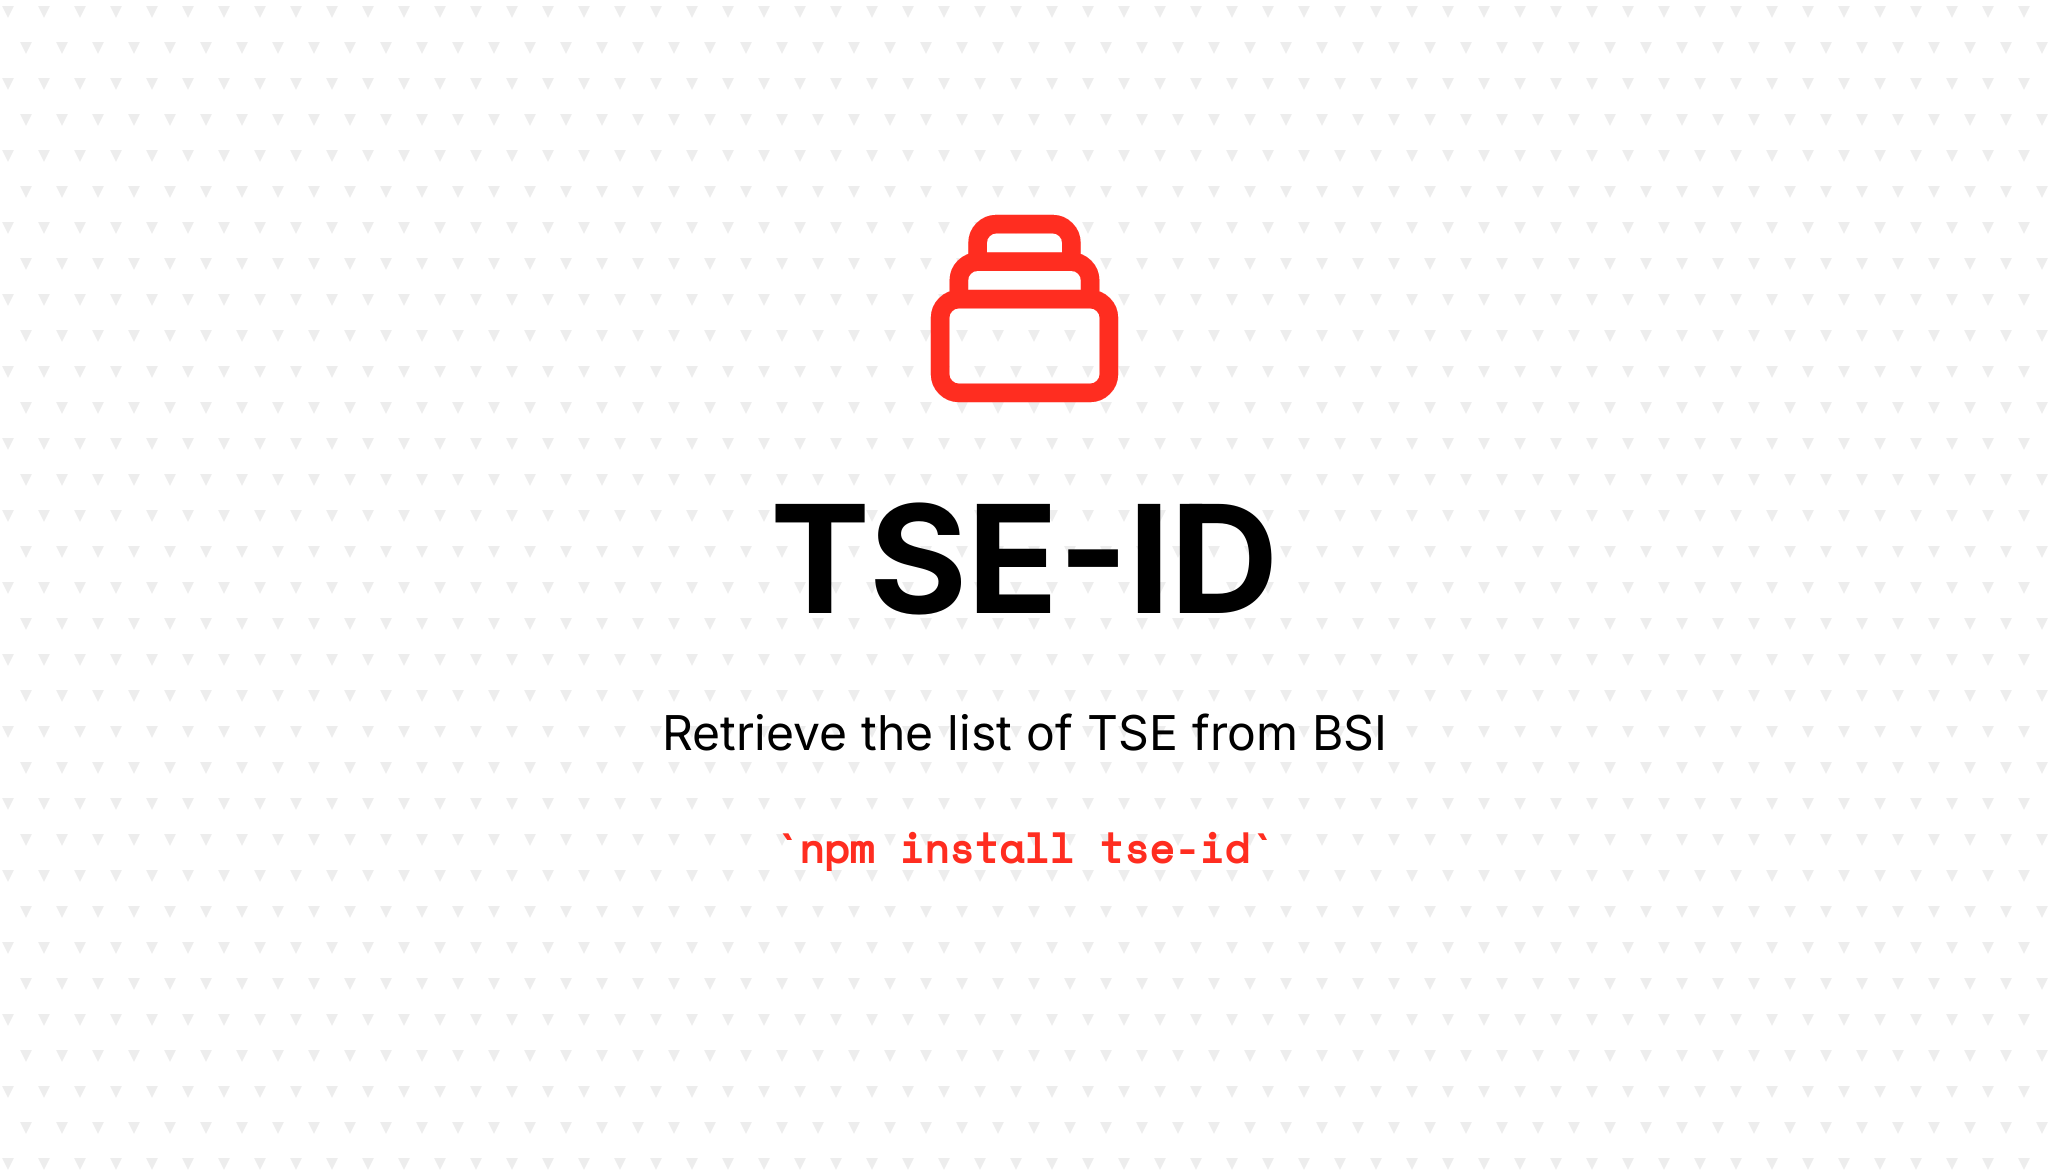 TSE-ID
Retrieve the list of TSE from BSI
`npm install tse-id`